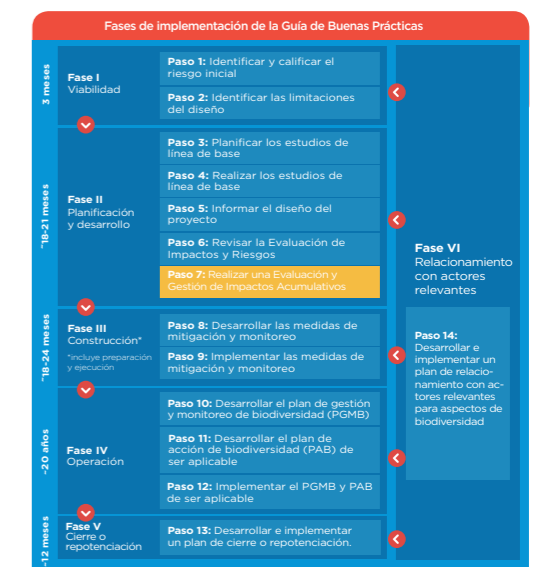 Fases de implementación de la Guía de Buenas Prácticas
3 meses
Fase I
Viabilidad
Paso 1: Identificar y calificar el
riesgo inicial
Paso 2: Identificar las limitaciones
del diseño
~18-21 meses
Fase II
Planificación
y desarrollo
Paso 3: Planificar los estudios de
línea de base
Paso 4: Realizar los estudios de
línea de base
Paso 5: Informar el diseño del
proyecto
Paso 6: Revisar la Evaluación de
Impactos y Riesgos
Paso 7: Realizar una Evaluación y
Gestión de Impactos Acumulativos
~18-24 meses
Fase III
Construcción*
*incluye preparación
y ejecución
Paso 8: Desarrollar las medidas de
mitigación y monitoreo
Paso 9: Implementar las medidas de
mitigación y monitoreo
~20 años
Fase IV
Operación
Paso 10: Desarrollar el plan de gestión
y monitoreo de biodiversidad (PGMB)
Paso 11: Desarrollar el plan de
acción de biodiversidad (PAB) de
ser aplicable
Paso 12: Implementar el PGMB y PAB
de ser aplicable
~12 meses
Fase V
Cierre o
repotenciación
Paso 13: Desarrollar e implementar
un plan de cierre o repotenciación.
Fase VI
Relacionamiento
con actores
relevantes
Paso 14:
Desarrollar e
implementar un
plan de relacio-
namiento con ac-
tores relevantes
para aspectos de
biodiversidad